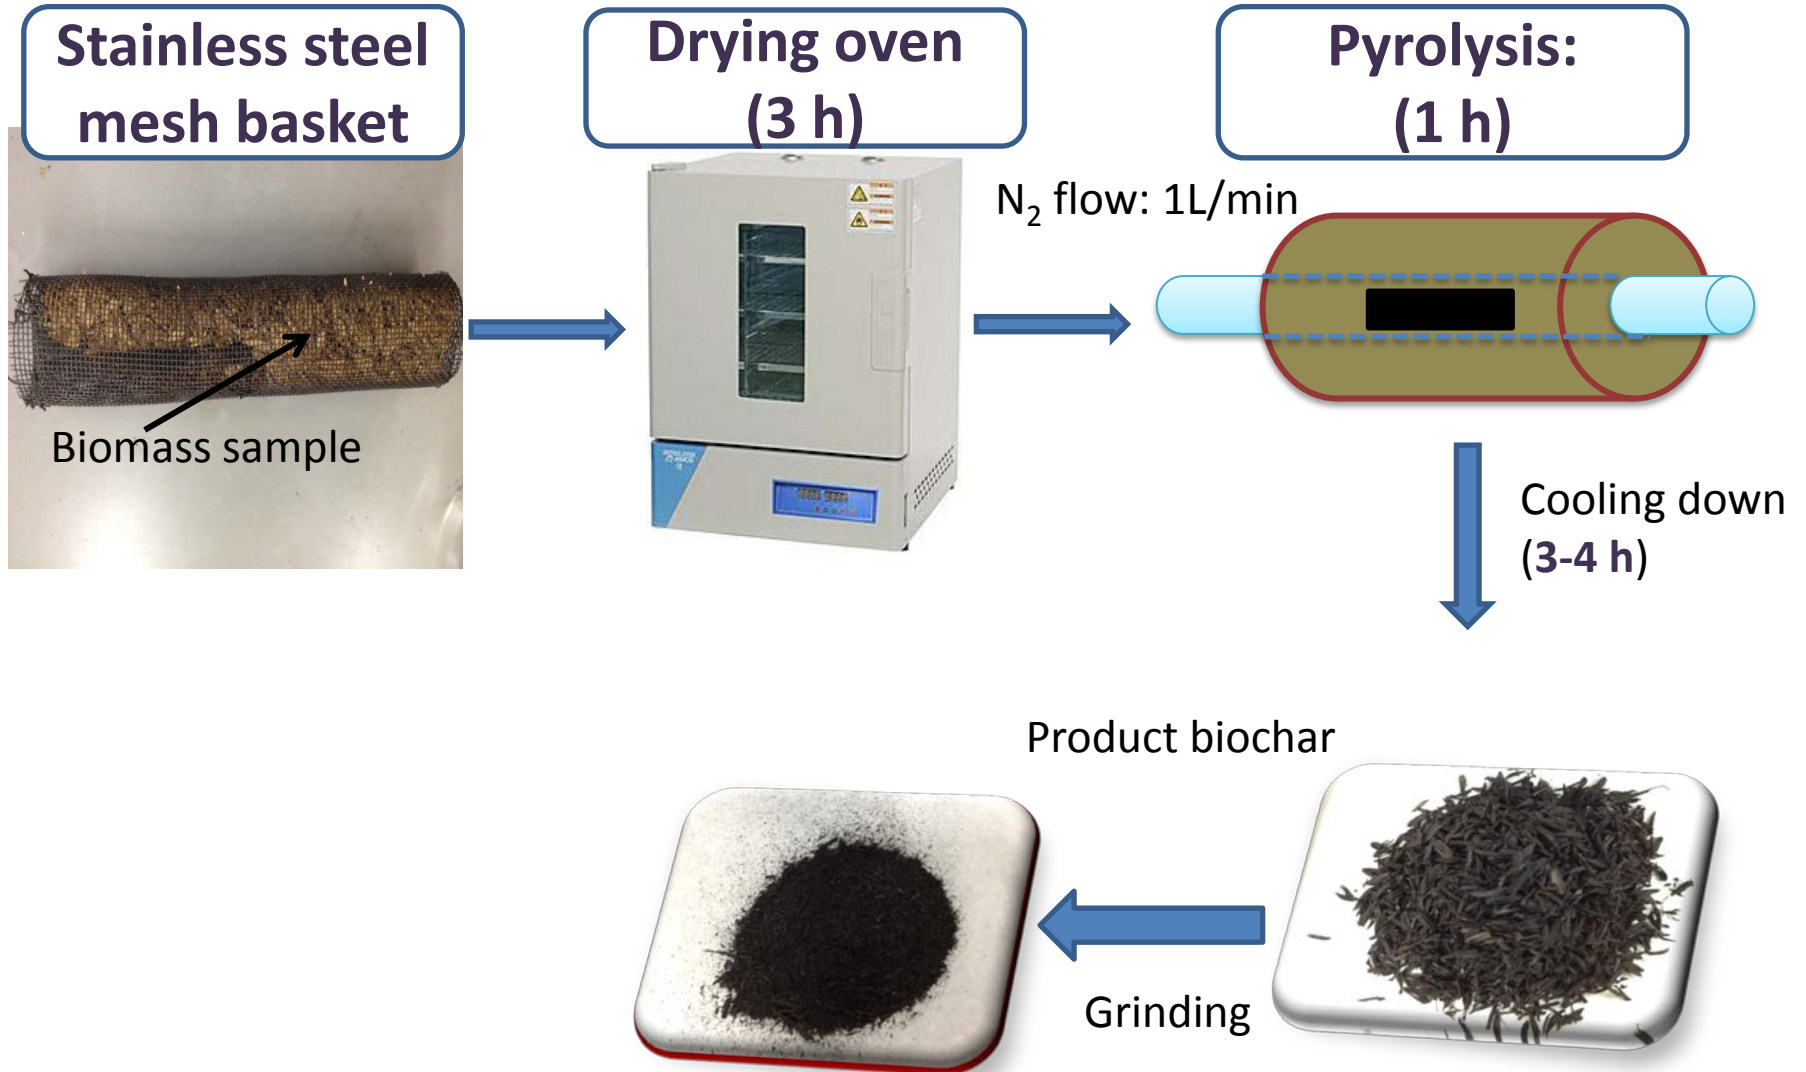 Stainless steel
mesh basket
Drying oven
(3 h)
Pyrolysis:
(1 h)
N₂ flow: 1L/min
Biomass sample
Cooling down
(3-4 h)
Product biochar
Grinding